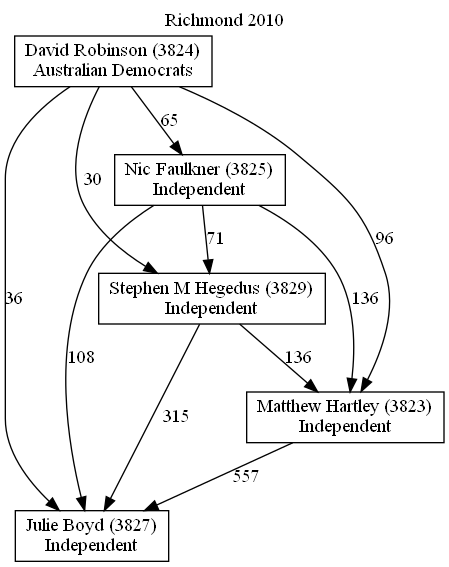 Richmond 2010
David Robinson (3824)
Australian Democrats
65
Nic Faulkner (3825)
Independent
30
71
96
Stephen M Hegedus (3829)
Independent
36
136
108
136
315
Matthew Hartley (3823)
Independent
557
Julie Boyd (3827)
Independent